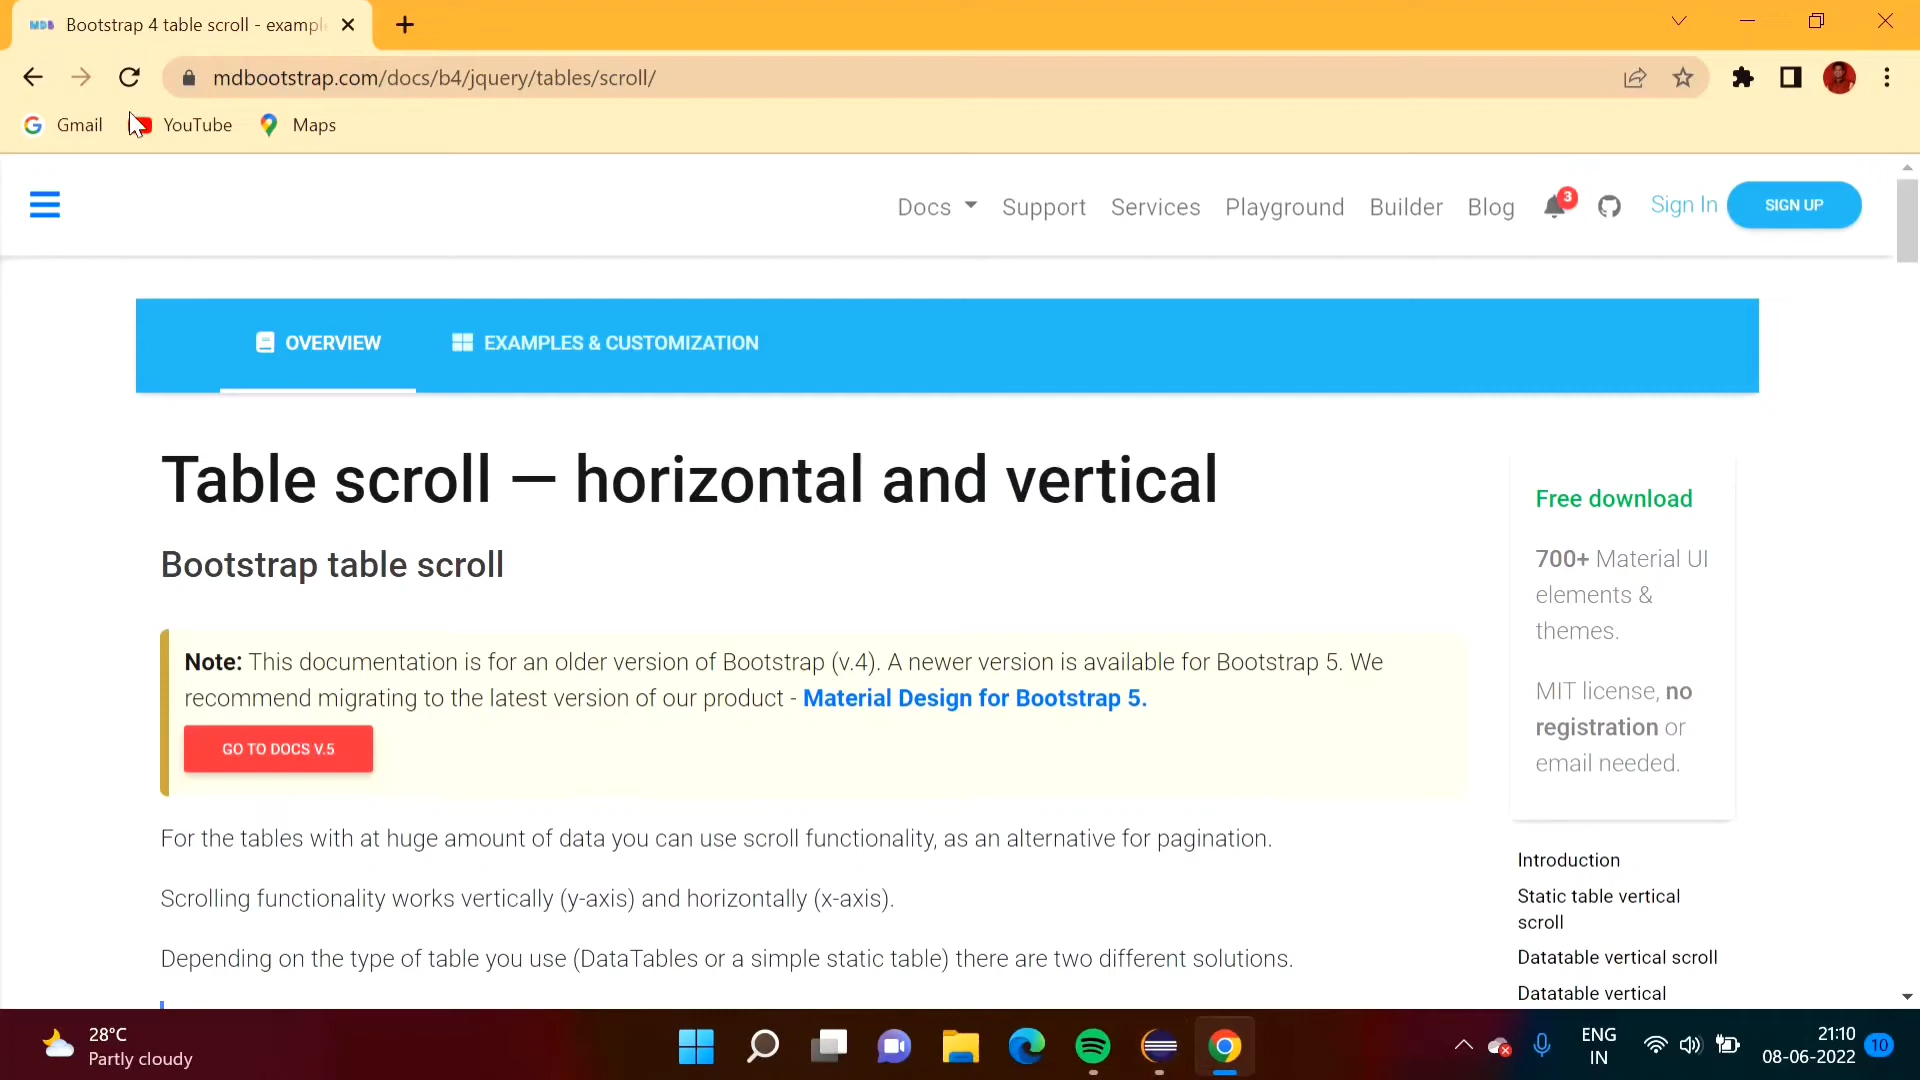 MDB Bootstrap 4 table scroll - exampl
mdbootstrap.com/docs/b4/jquery/tables/scroll/
Gmail YouTube Maps
Docs Support Services Playground Builder Blog 3 Sign In SIGN UP
OVERVIEW EXAMPLES & CUSTOMIZATION
Table scroll — horizontal and vertical
Bootstrap table scroll
Note: This documentation is for an older version of Bootstrap (v.4). A newer version is available for Bootstrap 5. We
recommend migrating to the latest version of our product - Material Design for Bootstrap 5.
GO TO DOCS V.5
For the tables with at huge amount of data you can use scroll functionality, as an alternative for pagination.
Scrolling functionality works vertically (y-axis) and horizontally (x-axis).
Depending on the type of table you use (DataTables or a simple static table) there are two different solutions.
Free download
700+ Material UI
elements &
themes.
MIT license, no
registration or
email needed.
Introduction
Static table vertical
scroll
Datatable vertical scroll
Datatable vertical
28°C
Partly cloudy
ENG
IN
21:10
08-06-2022
10